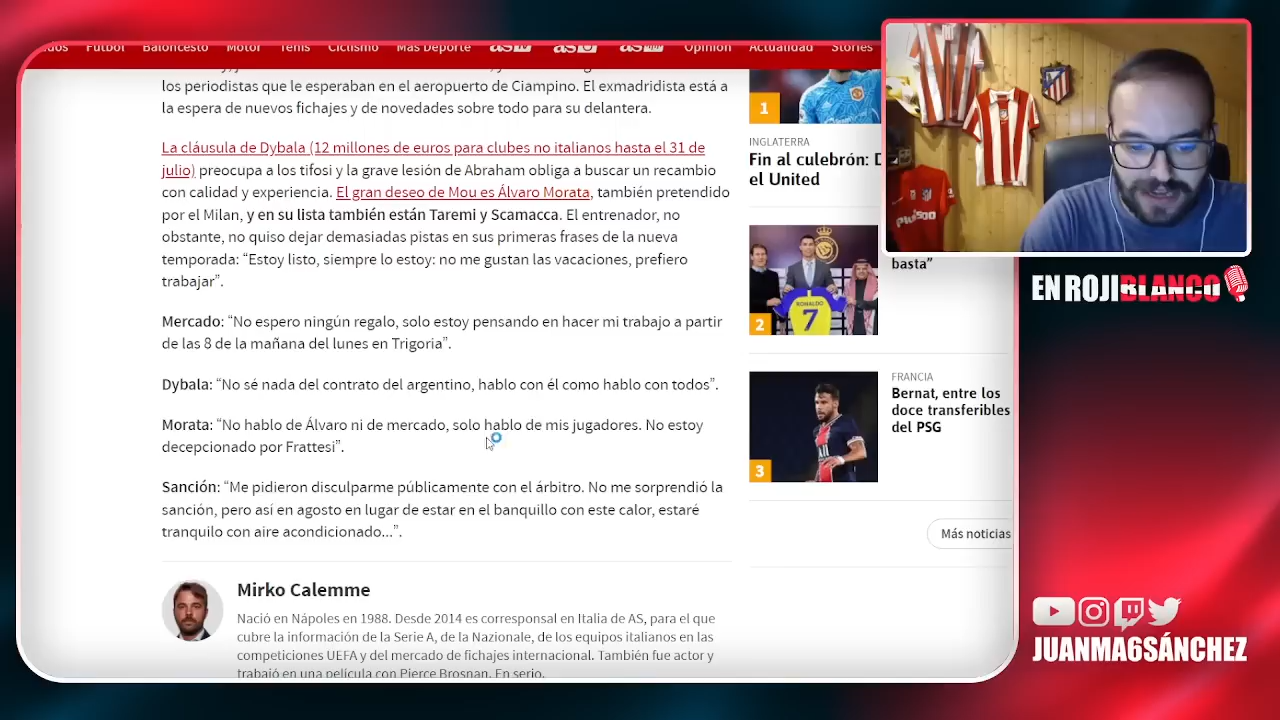 Fútbol Baloncesto Motor Tenis Ciclismo Más Deporte as TV as as Opinión Actualidad Stories
los periodistas que le esperaban en el aeropuerto de Ciampino. El exmadridista está a
la espera de nuevos fichajes y de novedades sobre todo para su delantera.
La cláusula de Dybala (12 millones de euros para clubes no italianos hasta el 31 de
julio) preocupa a los tifosi y la grave lesión de Abraham obliga a buscar un recambio
con calidad y experiencia. El gran deseo de Mou es Álvaro Morata, también pretendido
por el Milan, y en su lista también están Taremi y Scamacca. El entrenador, no
obstante, no quiso dejar demasiadas pistas en sus primeras frases de la nueva
temporada: “Estoy listo, siempre lo estoy: no me gustan las vacaciones, prefiero
trabajar”.
Mercado: “No espero ningún regalo, solo estoy pensando en hacer mi trabajo a partir
de las 8 de la mañana del lunes en Trigoria”.
Dybala: “No sé nada del contrato del argentino, hablo con él como hablo con todos”.
Morata: “No hablo de Álvaro ni de mercado, solo hablo de mis jugadores. No estoy
decepcionado por Frattesi”.
Sanción: “Me pidieron disculparme públicamente con el árbitro. No me sorprendió la
sanción, pero así en agosto en lugar de estar en el banquillo con este calor, estaré
tranquilo con aire acondicionado...”.
Mirko Calemme
Nació en Nápoles en 1988. Desde 2014 es corresponsal en Italia de AS, para el que
cubre la información de la Serie A, de la Nazionale, de los equipos italianos en las
competiciones UEFA y del mercado de fichajes internacional. También fue actor y
trabajó en una película con Pierce Brosnan. En serio.
1
INGLATERRA
Fin al culebrón: D
el United
basta”
RONALDO
7
2
FRANCIA
Bernat, entre los
doce transferibles
del PSG
3
Más noticias
Plus500
EN ROJIBLANCO
JUANMA6SÁNCHEZ